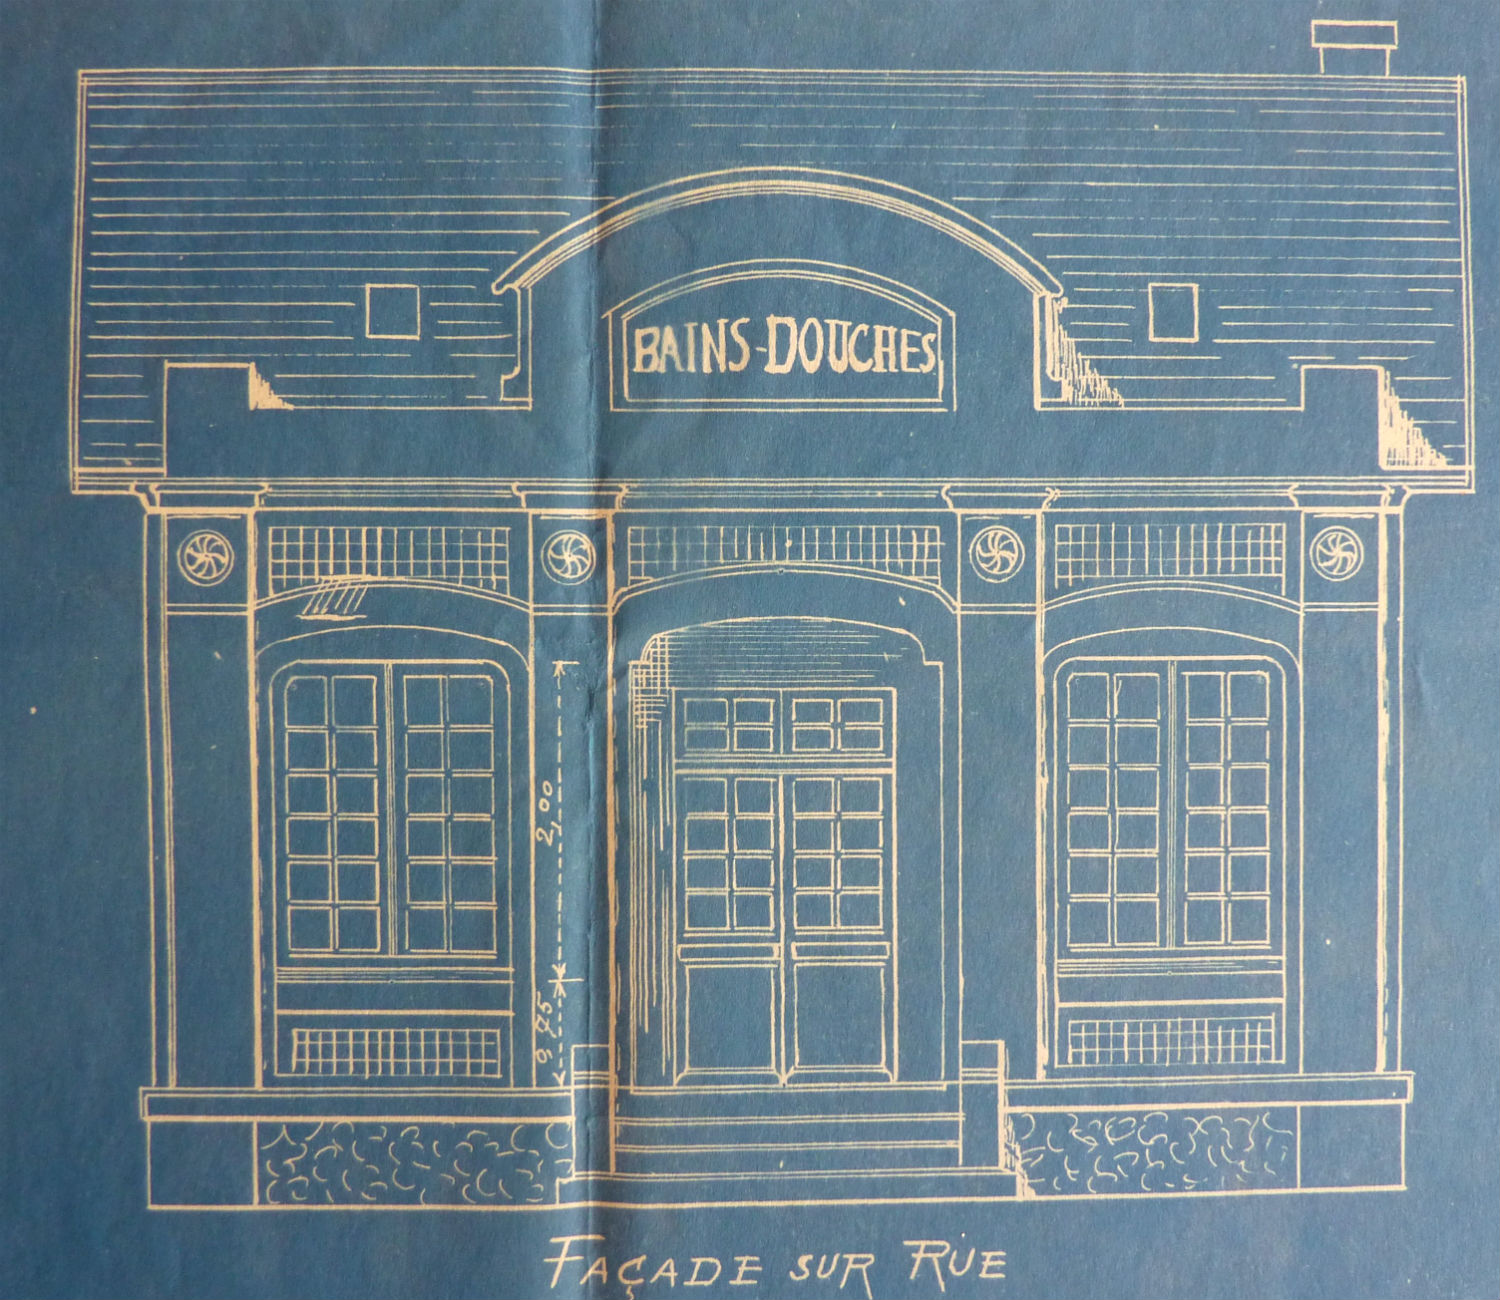 BAINS-DOUCHES
2,00
FAÇADE SUR RUE